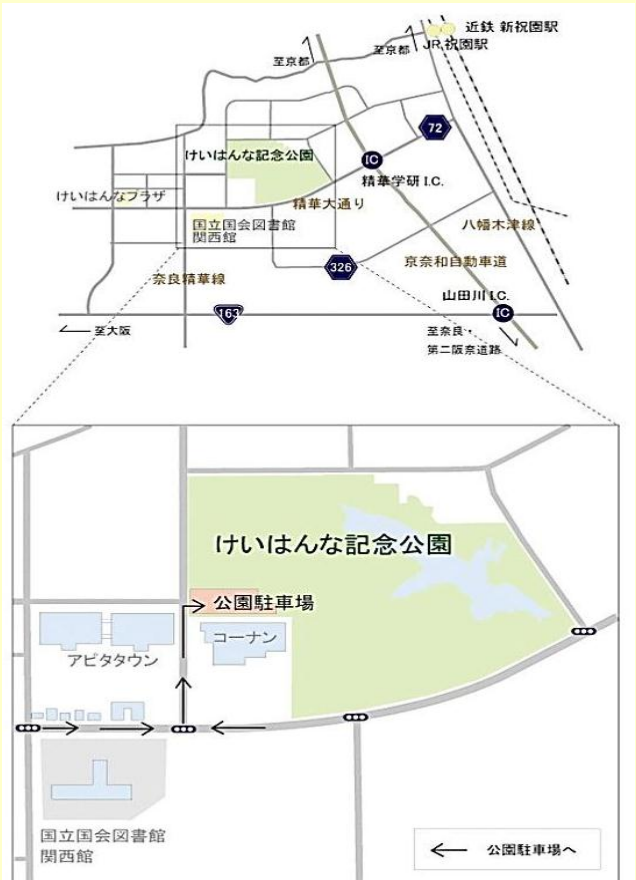 近鉄 新祝園駅
JR 祝園駅
至京都
至京都
72
けいはんな記念公園
IC
精華学研 I.C.
けいはんなプラザ
精華大通り
国立国会図書館
関西館
八幡木津線
326
京奈和自動車道
奈良精華線
山田川 I.C.
163
IC
至大阪
至奈良・
第二阪奈道路
けいはんな記念公園
公園駐車場
コーナン
アピタタウン
国立国会図書館
関西館
公園駐車場へ